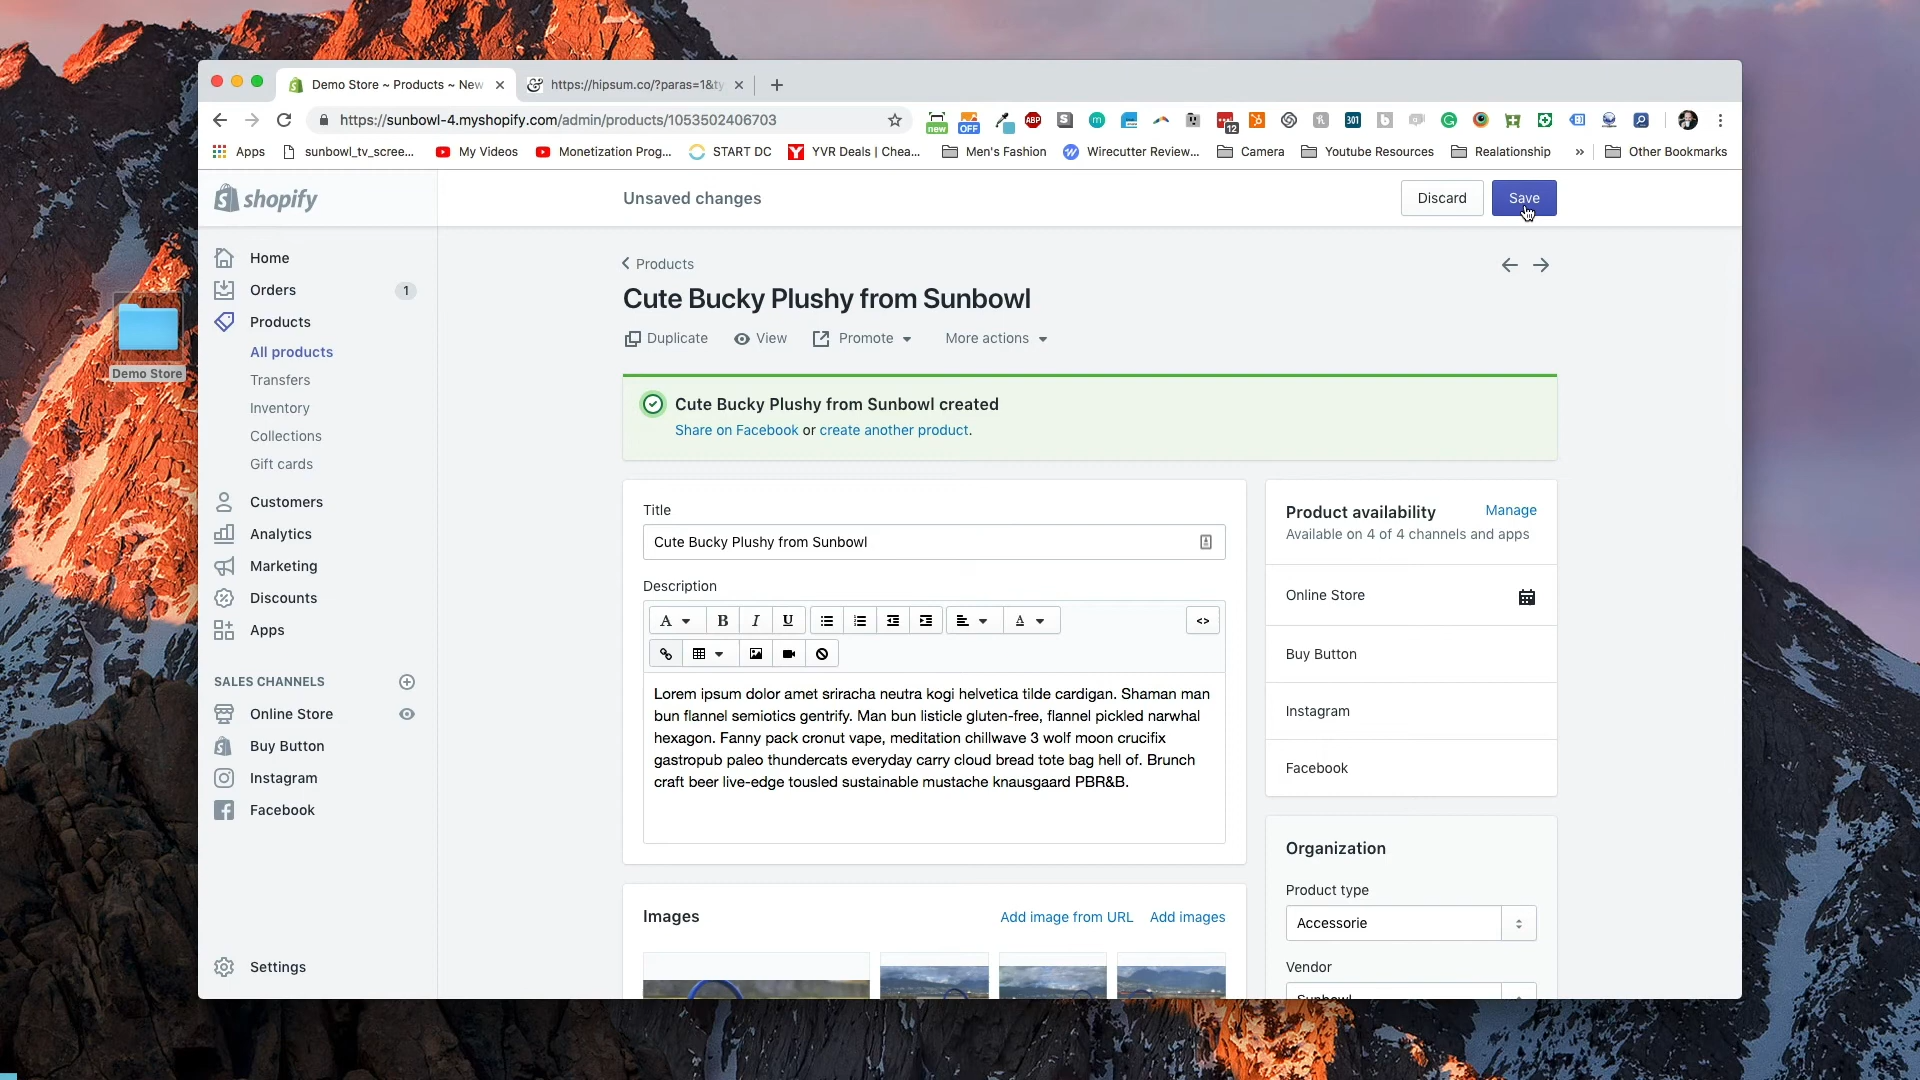 Demo Store ~ Products ~ New
https://hipsum.co/?paras=1&ty
https://sunbowl-4.myshopify.com/admin/products/1053502406703
new
OFF
ABP
12
301
Apps
sunbowl_tv_scree...
My Videos
Monetization Prog...
START DC
YVR Deals | Chea...
Men's Fashion
Wirecutter Review...
Camera
Youtube Resources
Realationship
»
Other Bookmarks
shopify
Unsaved changes
Discard
Save
Home
Orders
1
Products
All products
Transfers
Inventory
Collections
Gift cards
Customers
Analytics
Marketing
Discounts
Apps
SALES CHANNELS
Online Store
Buy Button
Instagram
Facebook
Settings
Demo Store
Products
Cute Bucky Plushy from Sunbowl
Duplicate
View
Promote
More actions
Cute Bucky Plushy from Sunbowl created
Share on Facebook or create another product.
Title
Cute Bucky Plushy from Sunbowl
Description
A
B
I
U
A
<>
Lorem ipsum dolor amet sriracha neutra kogi helvetica tilde cardigan. Shaman man
bun flannel semiotics gentrify. Man bun listicle gluten-free, flannel pickled narwhal
hexagon. Fanny pack cronut vape, meditation chillwave 3 wolf moon crucifix
gastropub paleo thundercats everyday carry cloud bread tote bag hell of. Brunch
craft beer live-edge tousled sustainable mustache knausgaard PBR&B.
Images
Add image from URL
Add images
Product availability
Manage
Available on 4 of 4 channels and apps
Online Store
Buy Button
Instagram
Facebook
Organization
Product type
Accessorie
Vendor
Sunbowl